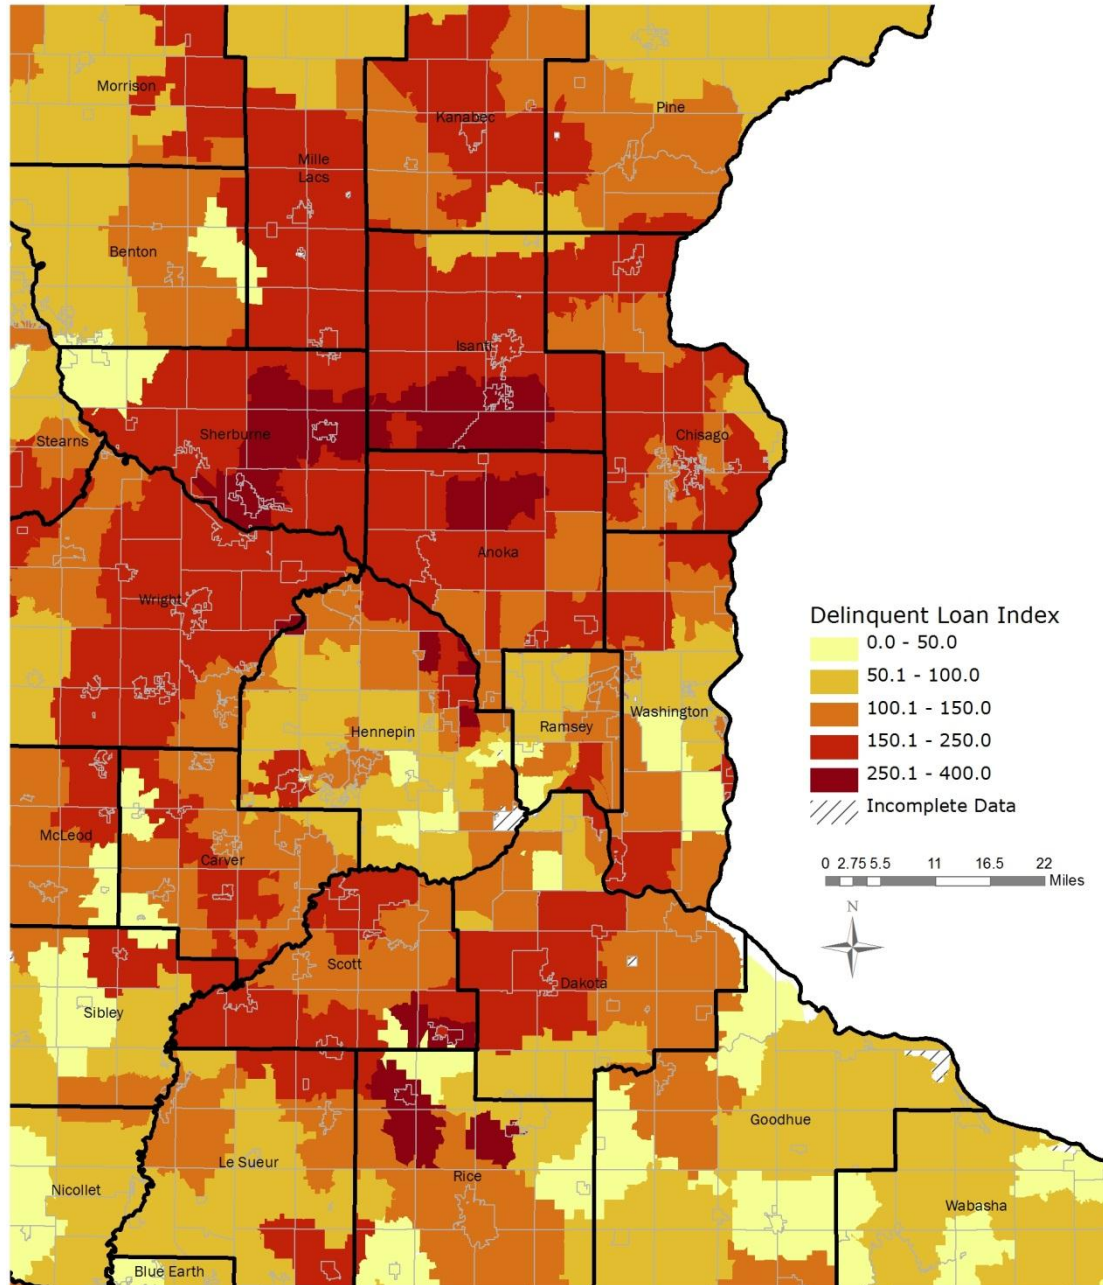 Morrison
Kanabec
Pine
Mille
Lacs
Benton
Isanti
Stearns
Sherburne
Chisago
Anoka
Wright
Delinquent Loan Index
0.0 - 50.0
50.1 - 100.0
100.1 - 150.0
150.1 - 250.0
250.1 - 400.0
Incomplete Data
Hennepin
Ramsey
Washington
McLeod
Carver
0 2.75 5.5 11 16.5 22
Miles
N
Scott
Dakota
Sibley
Goodhue
Le Sueur
Rice
Nicollet
Wabasha
Blue Earth